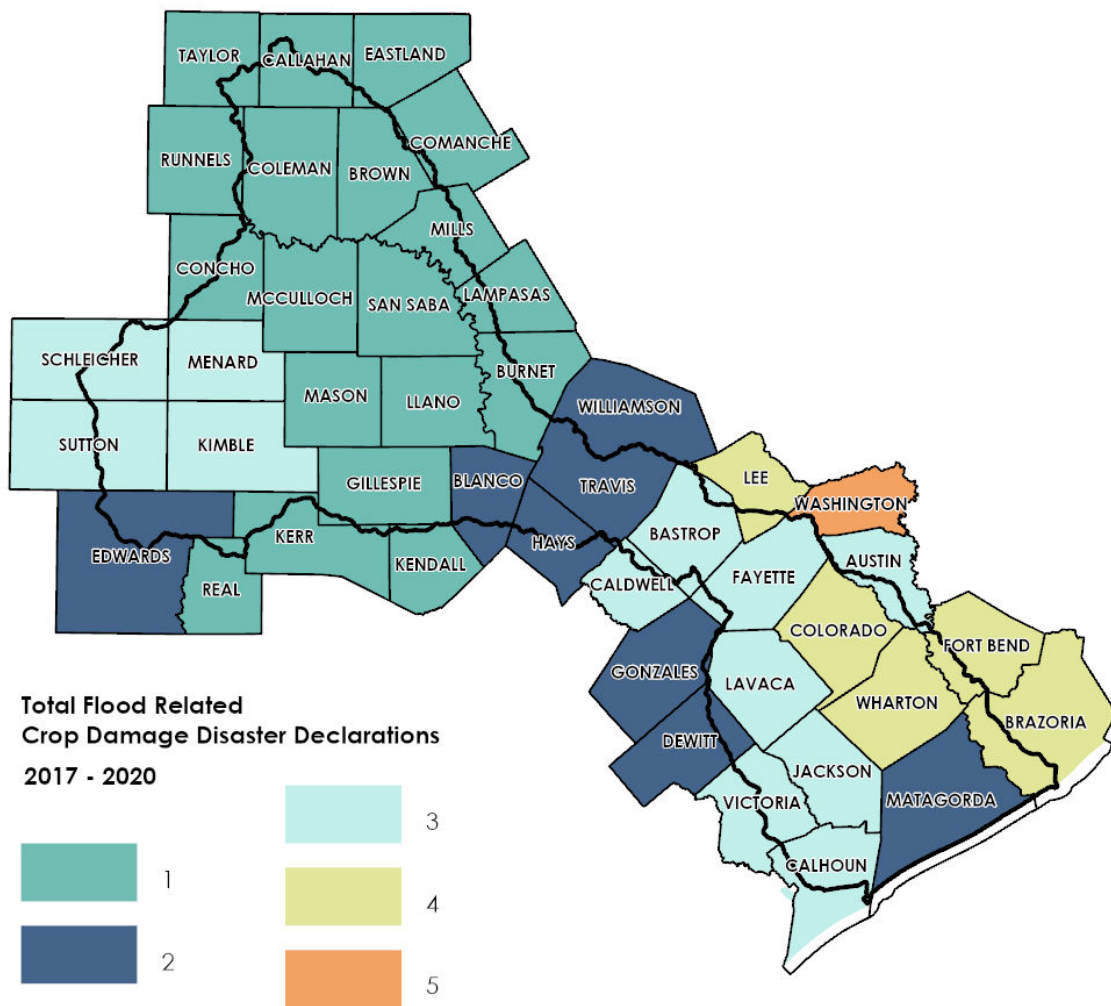 TAYLOR
CALLAHAN
EASTLAND
COMANCHE
RUNNELS
COLEMAN
BROWN
MILLS
CONCHO
MCCULLOCH
SAN SABA
LAMPASAS
SCHLEICHER
MENARD
BURNET
MASON
LLANO
WILLIAMSON
SUTTON
KIMBLE
GILLESPIE
BLANCO
TRAVIS
LEE
WASHINGTON
EDWARDS
KERR
HAYS
BASTROP
AUSTIN
REAL
KENDALL
CALDWELL
FAYETTE
COLORADO
FORT BEND
GONZALES
LAVACA
WHARTON
BRAZORIA
DEWITT
JACKSON
VICTORIA
MATAGORDA
CALHOUN
Total Flood Related
Crop Damage Disaster Declarations
2017 - 2020
1
2
3
4
5